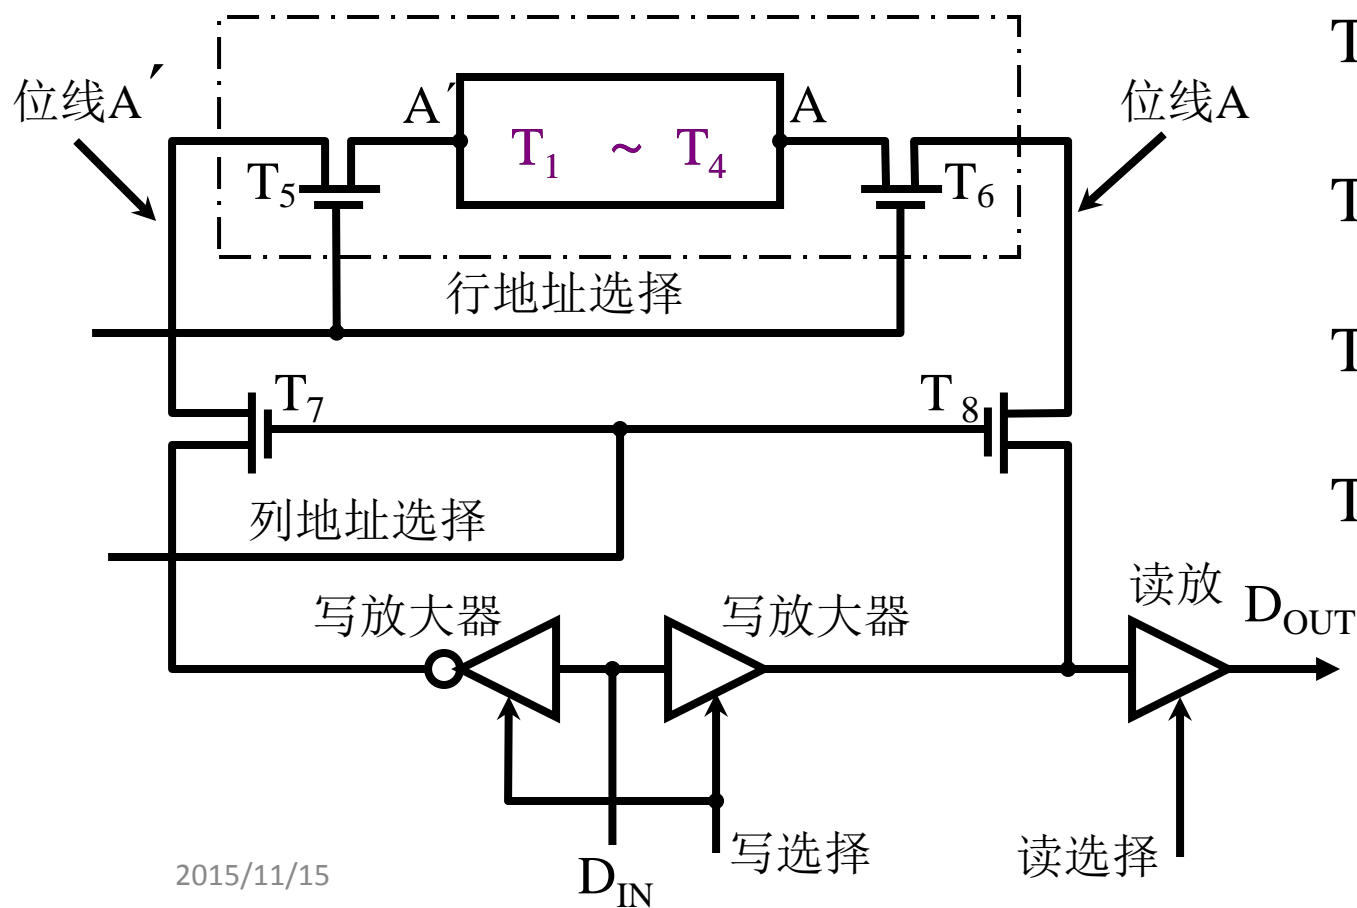 T
位线A′
A′
A
位线A
T1 ~ T4
T5
T6
T
行地址选择
T
T7
T 8
T
列地址选择
读放
DOUT
写放大器
写放大器
写选择
读选择
DIN
2015/11/15